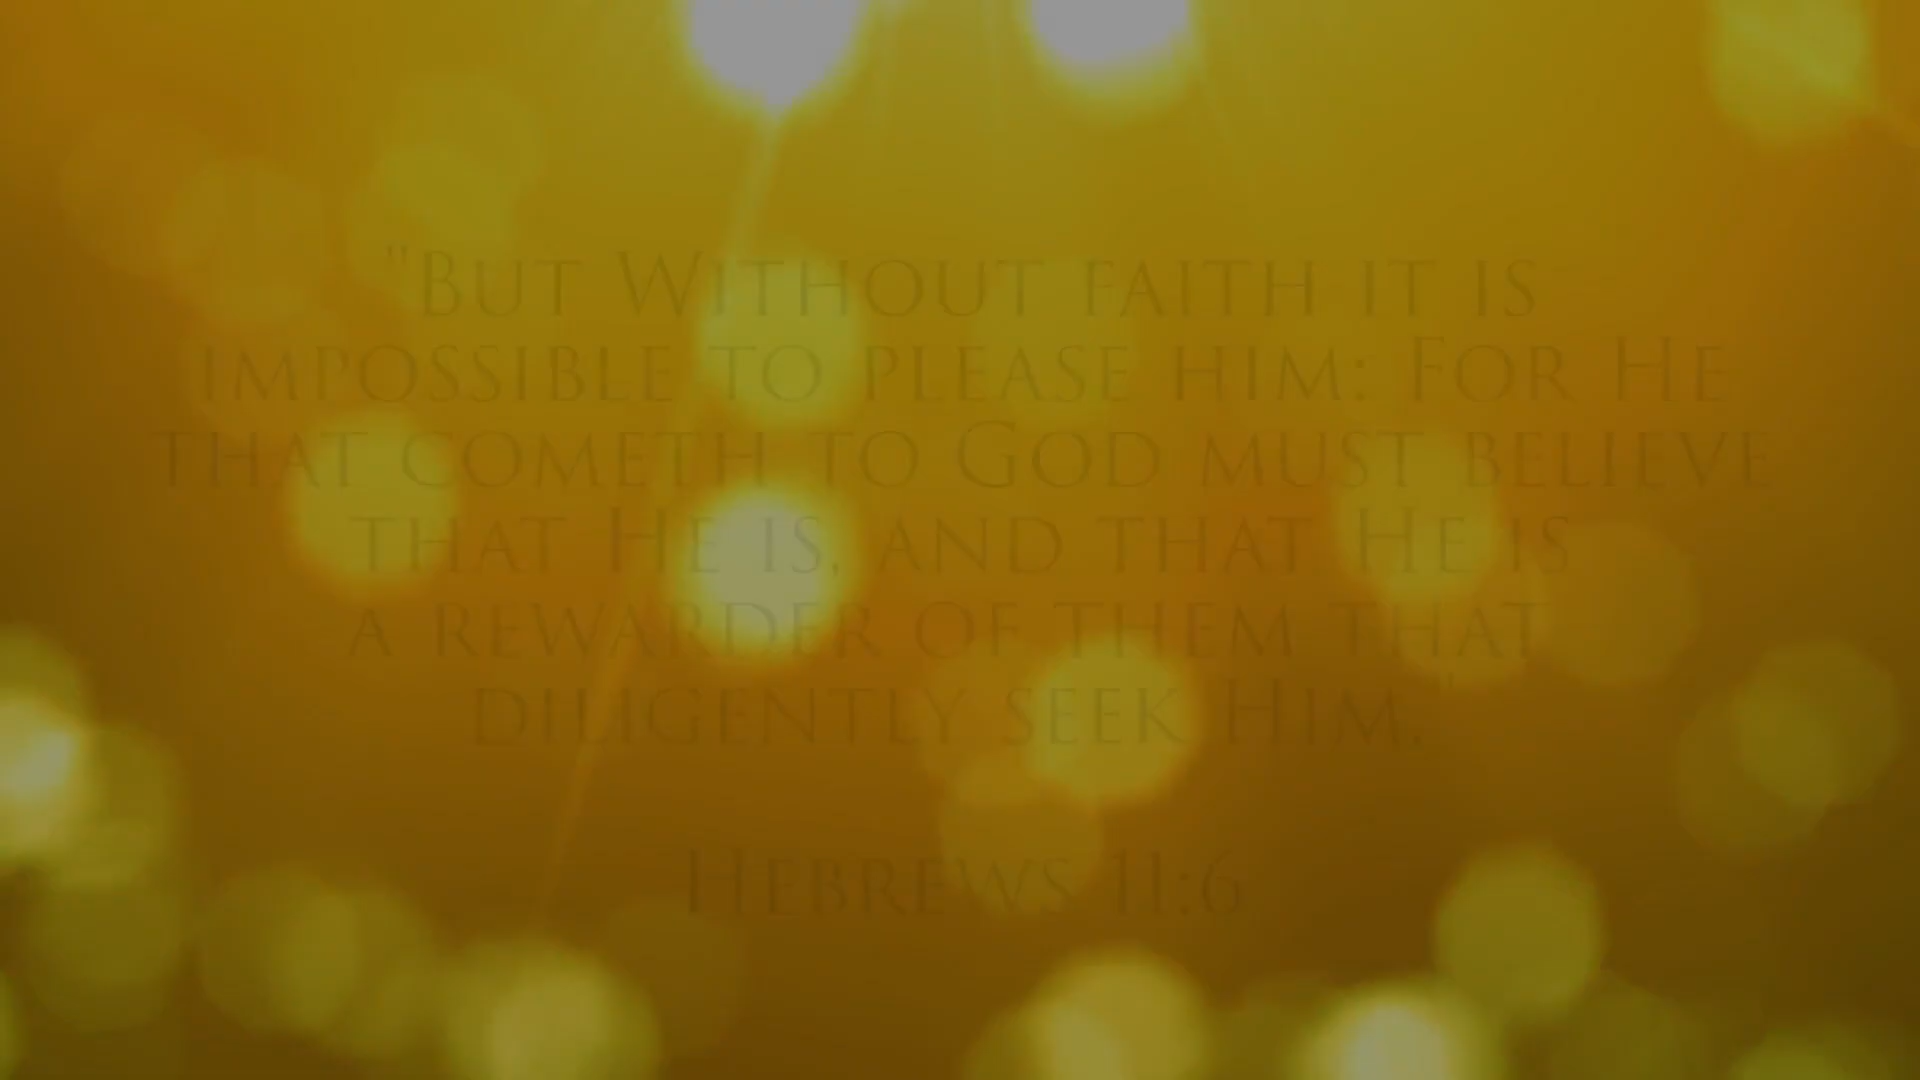 "But Without faith it is
impossible to please him: For He
that cometh to God must believe
that He is, and that He is
a rewarder of them that
diligently seek Him."
Hebrews 11:6